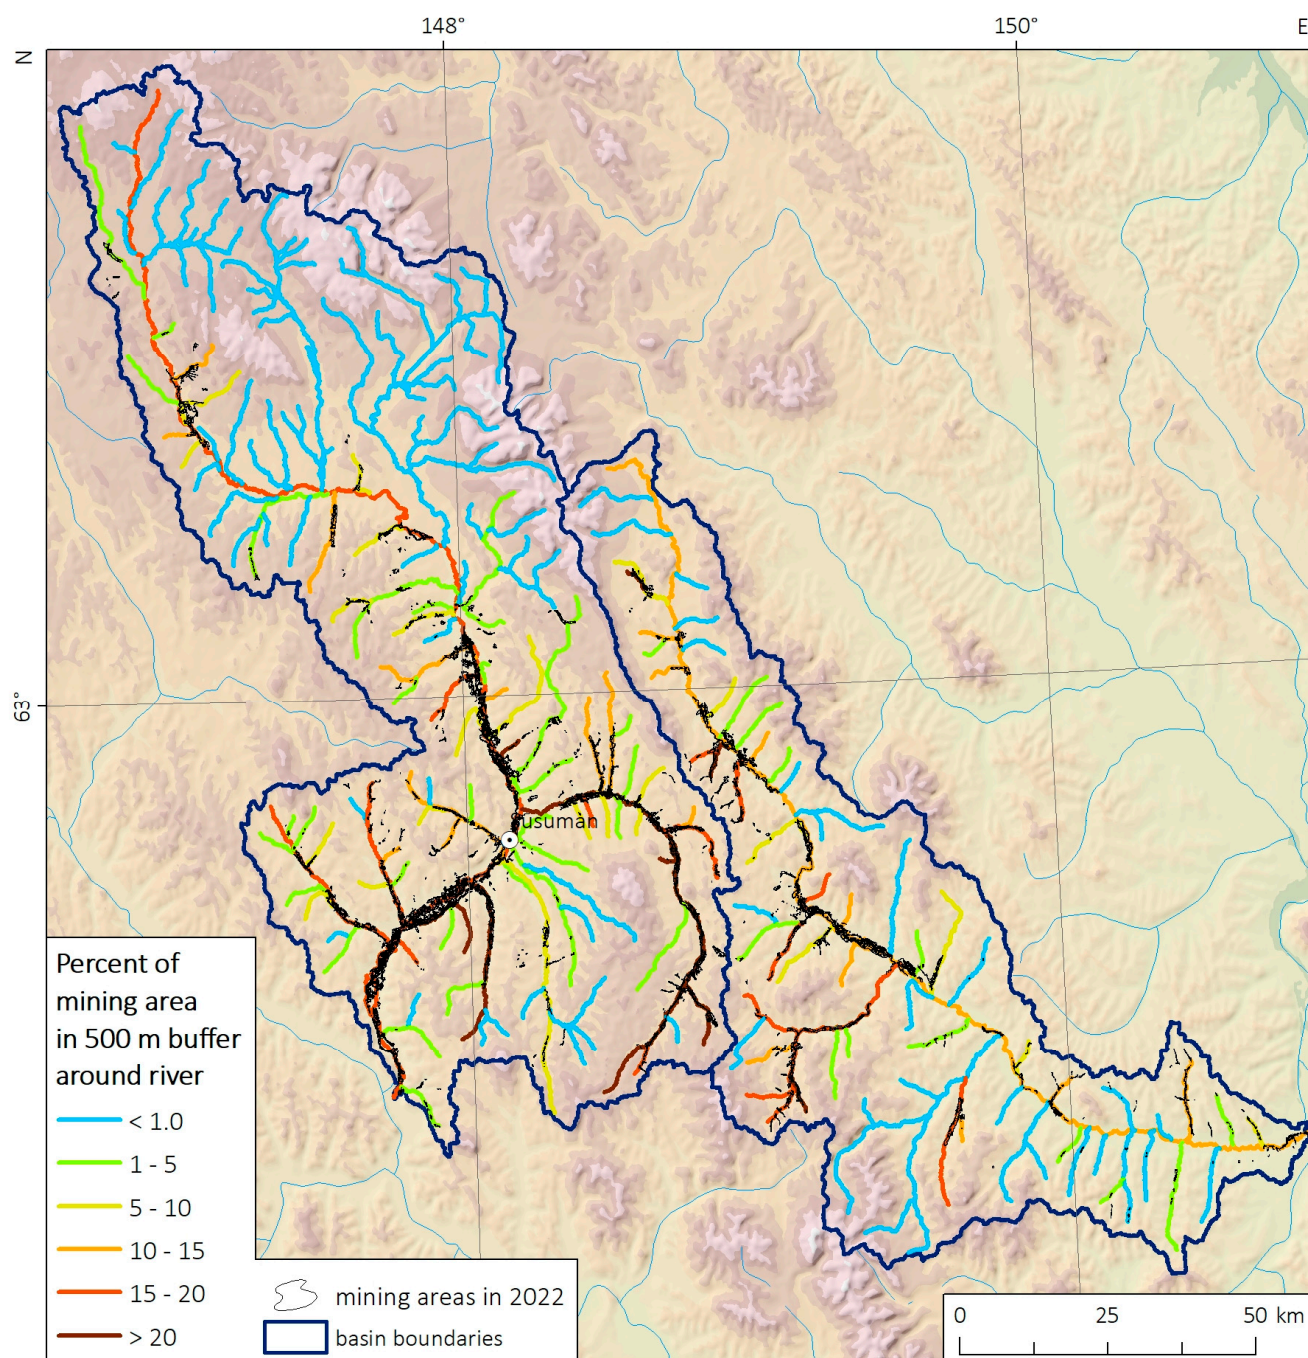 148° 150° E
N
63°
usuman
Percent of
mining area
in 500 m buffer
around river
< 1.0
1 - 5
5 - 10
10 - 15
15 - 20
> 20
mining areas in 2022
basin boundaries
0 25 50 km